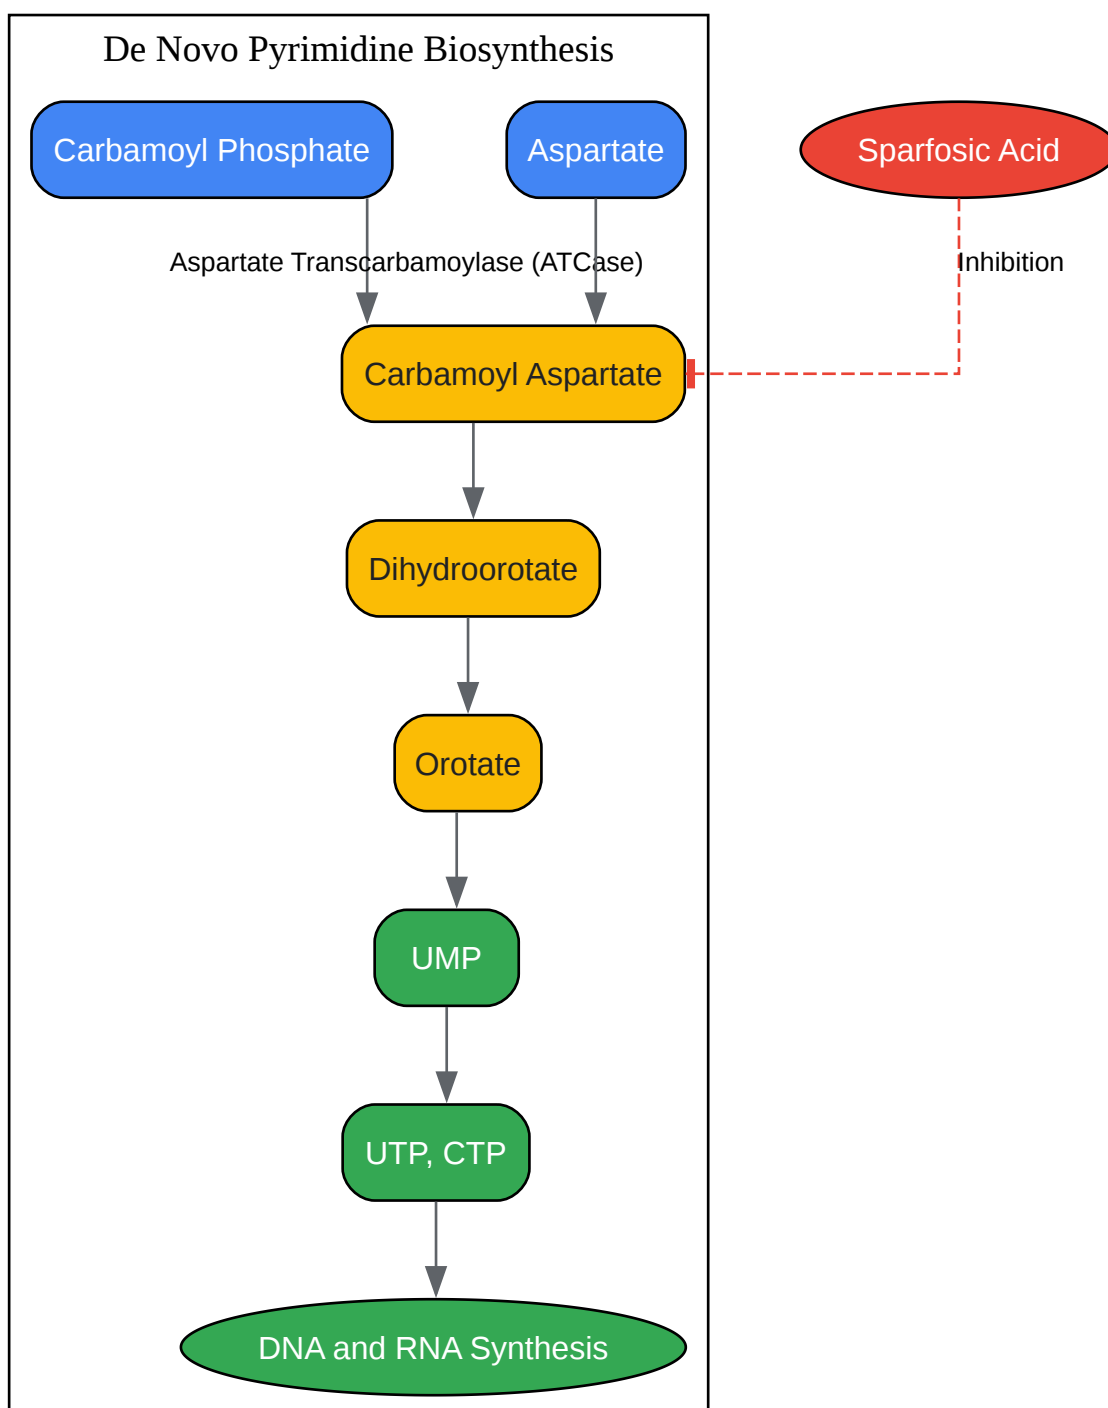 De Novo Pyrimidine Biosynthesis
Carbamoyl Phosphate
Aspartate
Sparfosic Acid
Aspartate Transcarbamoylase (ATCase)
Inhibition
Carbamoyl Aspartate
Dihydroorotate
Orotate
UMP
UTP, CTP
DNA and RNA Synthesis